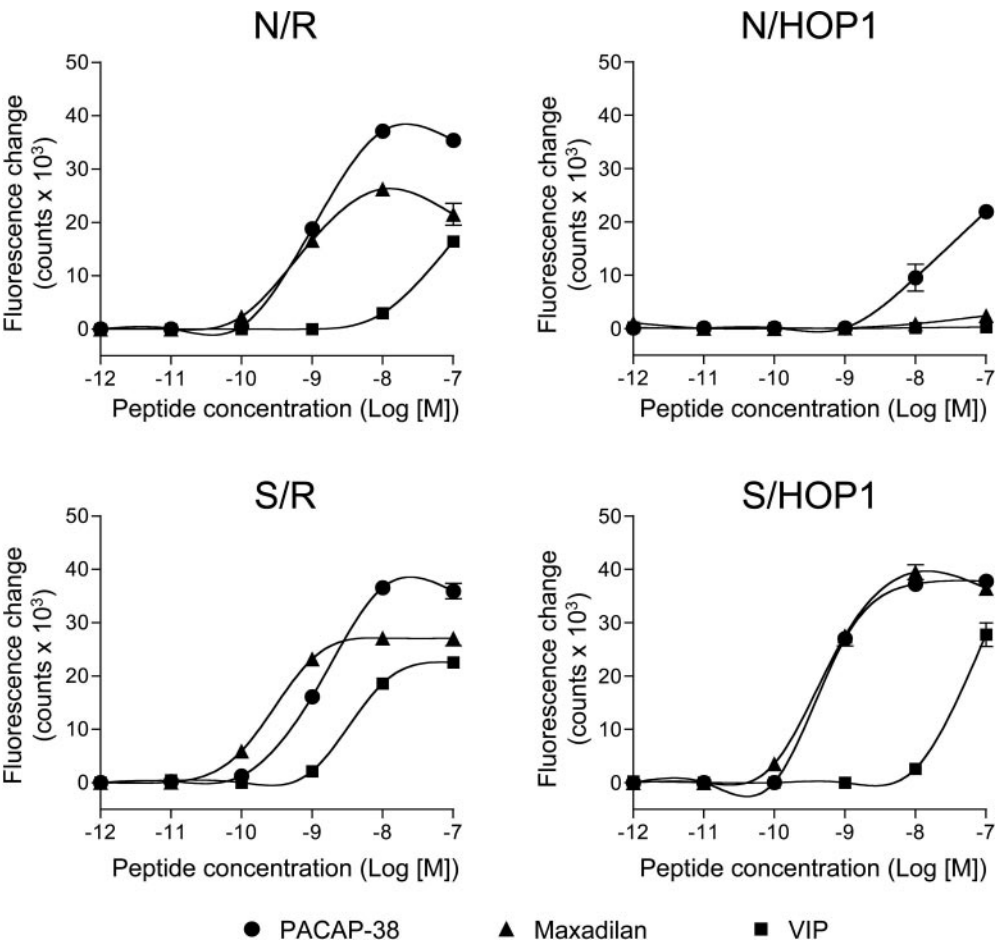 N/R
50
40
30
20
10
0
Fluorescence change
(counts x 10³)
-12 -11 -10 -9 -8 -7
Peptide concentration (Log [M])
N/HOP1
50
40
30
20
10
0
Fluorescence change
(counts x 10³)
-12 -11 -10 -9 -8 -7
Peptide concentration (Log [M])
S/R
50
40
30
20
10
0
Fluorescence change
(counts x 10³)
-12 -11 -10 -9 -8 -7
Peptide concentration (Log [M])
S/HOP1
50
40
30
20
10
0
Fluorescence change
(counts x 10³)
-12 -11 -10 -9 -8 -7
Peptide concentration (Log [M])
PACAP-38 Maxadilan VIP